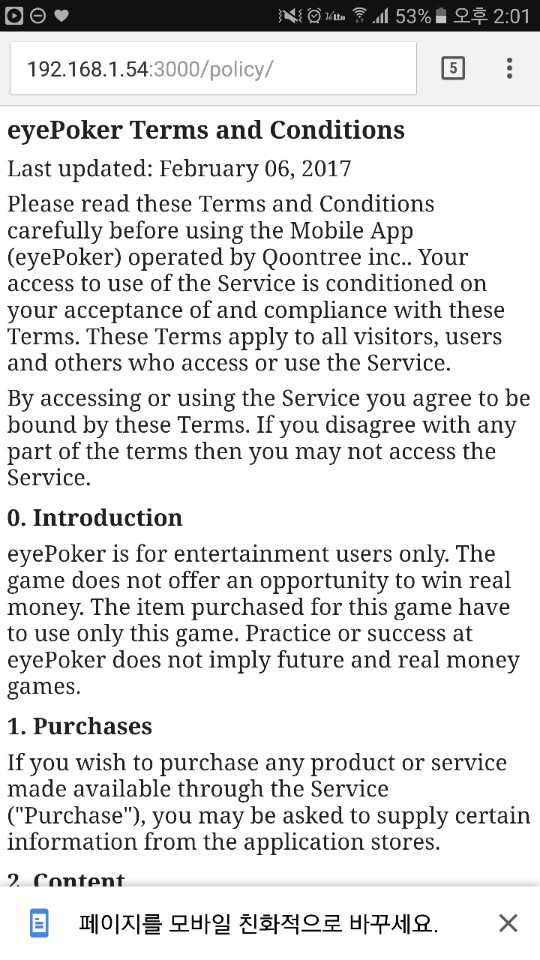 53% 오후 2:01
192.168.1.54:3000/policy/
5
eyePoker Terms and Conditions
Last updated: February 06, 2017
Please read these Terms and Conditions
carefully before using the Mobile App
(eyePoker) operated by Qoontree inc.. Your
access to use of the Service is conditioned on
your acceptance of and compliance with these
Terms. These Terms apply to all visitors, users
and others who access or use the Service.
By accessing or using the Service you agree to be
bound by these Terms. If you disagree with any
part of the terms then you may not access the
Service.
0. Introduction
eyePoker is for entertainment users only. The
game does not offer an opportunity to win real
money. The item purchased for this game have
to use only this game. Practice or success at
eyePoker does not imply future and real money
games.
1. Purchases
If you wish to purchase any product or service
made available through the Service
("Purchase"), you may be asked to supply certain
information from the application stores.
2. Content
페이지를 모바일 친화적으로 바꾸세요.